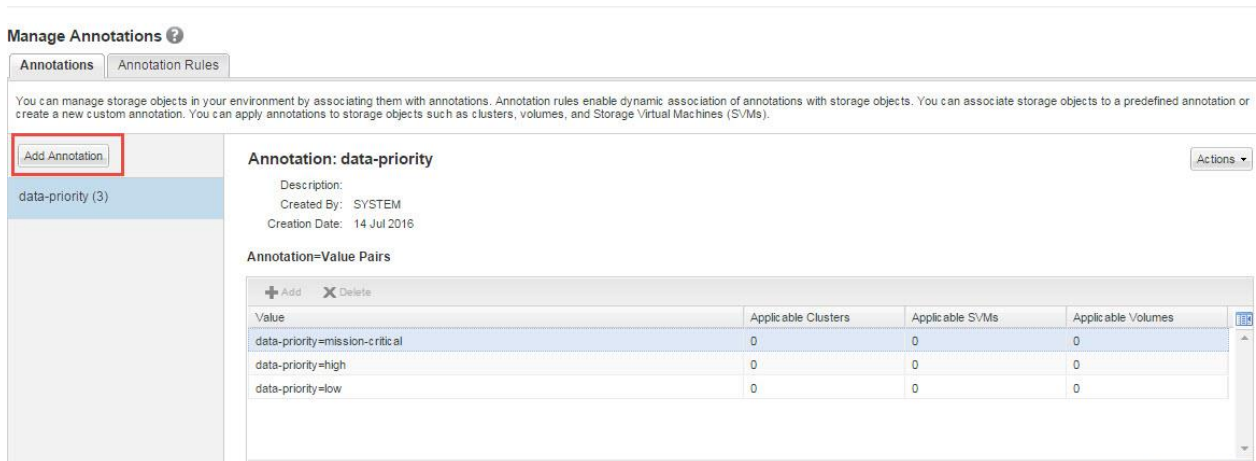 Manage Annotations
Annotations Annotation Rules
You can manage storage objects in your environment by associating them with annotations. Annotation rules enable dynamic association of annotations with storage objects. You can associate storage objects to a predefined annotation or
create a new custom annotation. You can apply annotations to storage objects such as clusters, volumes, and Storage Virtual Machines (SVMs).
Add Annotation
data-priority (3)
Annotation: data-priority
Actions
Description:
Created By: SYSTEM
Creation Date: 14 Jul 2016
Annotation=Value Pairs
Add Delete
Value Applicable Clusters Applicable SVMs Applicable Volumes
data-priority=mission-critical 0 0 0
data-priority=high 0 0 0
data-priority=low 0 0 0